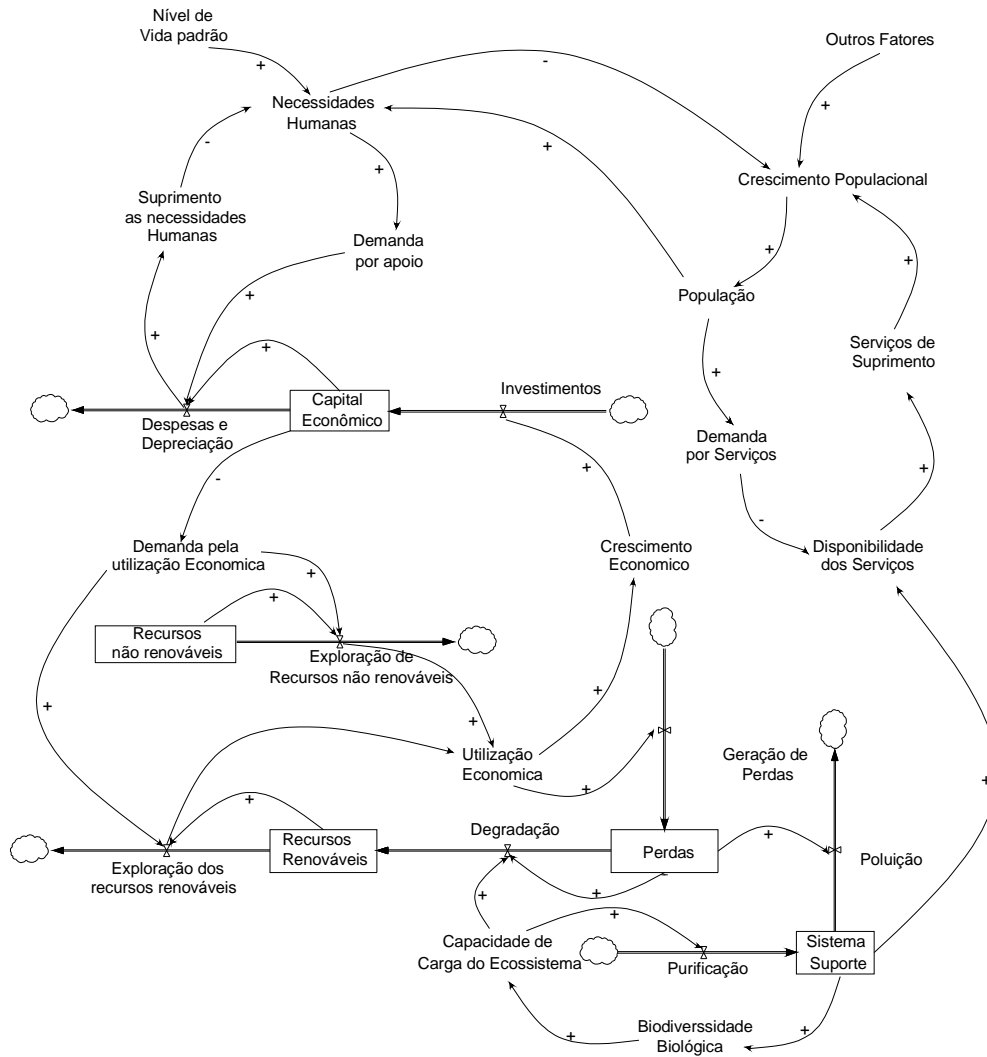 Nível de
Vida padrão
Outros Fatores
+
-
+
Necessidades
Humanas
-
+
+
Crescimento Populacional
Suprimento
as necessidades
Humanas
Demanda
por apoio
+
+
População
+
+
+
+
Serviços de
Suprimento
Investimentos
Capital
Econômico
Despesas e
Depreciação
Demanda
por Serviços
-
+
+
-
Demanda pela
utilização Economica
Crescimento
Economico
Disponibilidade
dos Serviços
+
+
Recursos
não renováveis
Exploração de
Recursos não renováveis
+
+
+
Utilização
Economica
Geração de
Perdas
+
+
+
Degradação
+
Recursos
Renováveis
Perdas
Poluição
Exploração dos
recursos renováveis
+
+
+
Capacidade de
Carga do Ecossistema
Purificação
Sistema
Suporte
Biodiverssidade
Biológica
+
+